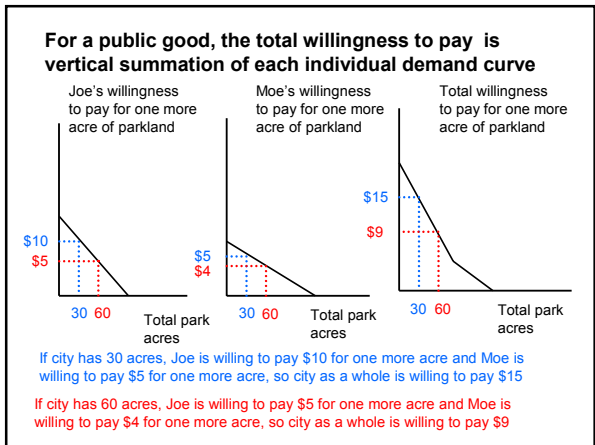 For a public good, the total willingness to pay is
vertical summation of each individual demand curve
Joe's willingness
to pay for one more
acre of parkland
Moe's willingness
to pay for one more
acre of parkland
Total willingness
to pay for one more
acre of parkland
$10
$5
30 60
Total park
acres
$5
$4
30 60
Total park
acres
$15
$9
30 60
Total park
acres
If city has 30 acres, Joe is willing to pay $10 for one more acre and Moe is
willing to pay $5 for one more acre, so city as a whole is willing to pay $15
If city has 60 acres, Joe is willing to pay $5 for one more acre and Moe is
willing to pay $4 for one more acre, so city as a whole is willing to pay $9